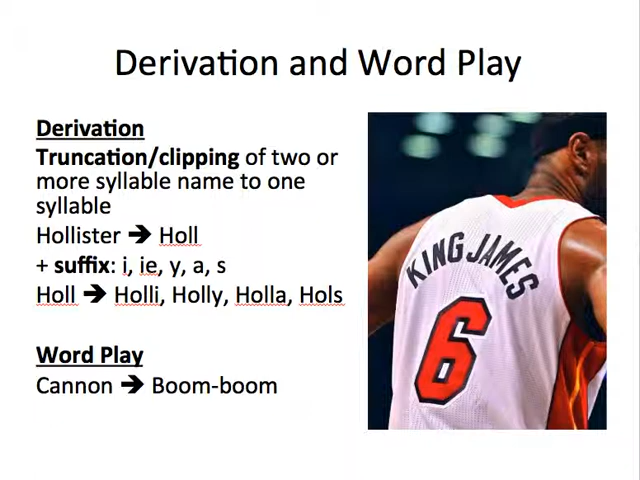 Derivation and Word Play
Derivation
Truncation/clipping of two or
more syllable name to one
syllable
Hollister ➔ Holl
+ suffix: i, ie, y, a, s
Holl ➔ Holli, Holly, Holla, Hols
Word Play
Cannon ➔ Boom-boom
KING JAMES
6